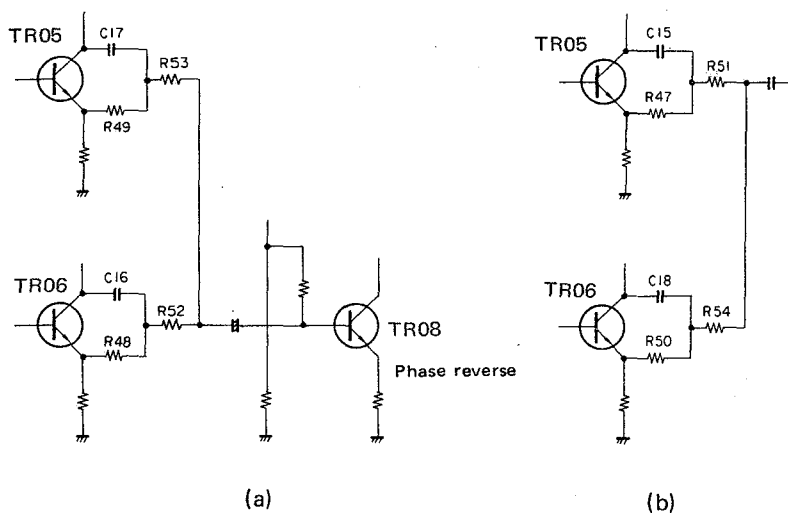 TR05
C17
R53
R49
TR06
C16
R52
R48
TR08
Phase reverse
(a)
TR05
C15
R51
R47
TR06
C18
R54
R50
(b)